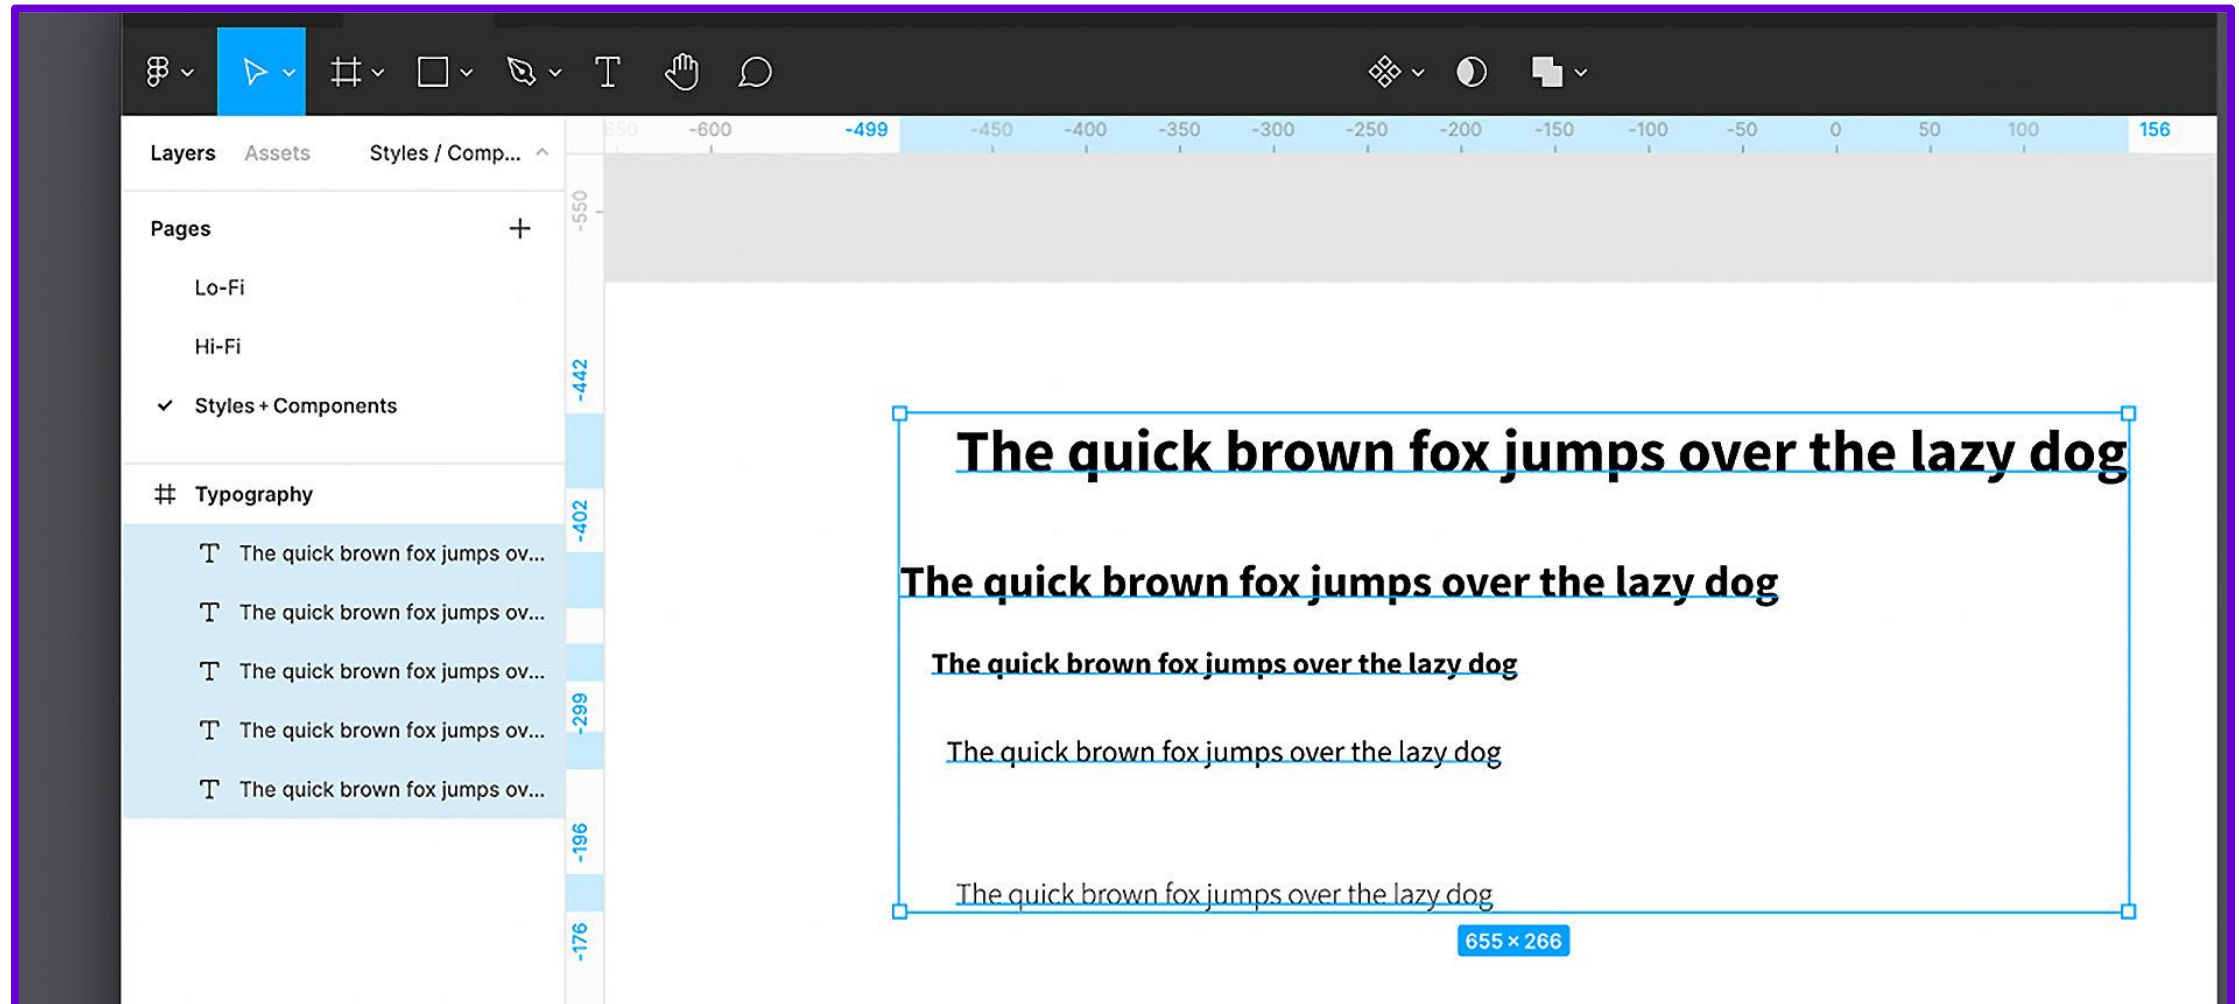 650 -600 -499 -450 -400 -350 -300 -250 -200 -150 -100 -50 0 50 100 156
Layers Assets Styles / Comp...
-550
Pages
Lo-Fi
Hi-Fi
-442
Styles + Components
The quick brown fox jumps over the lazy dog
Typography
-402
The quick brown fox jumps ov...
The quick brown fox jumps over the lazy dog
The quick brown fox jumps ov...
The quick brown fox jumps over the lazy dog
The quick brown fox jumps ov...
-299
The quick brown fox jumps ov...
The quick brown fox jumps over the lazy dog
The quick brown fox jumps ov...
-196
The quick brown fox jumps over the lazy dog
-176
655 × 266